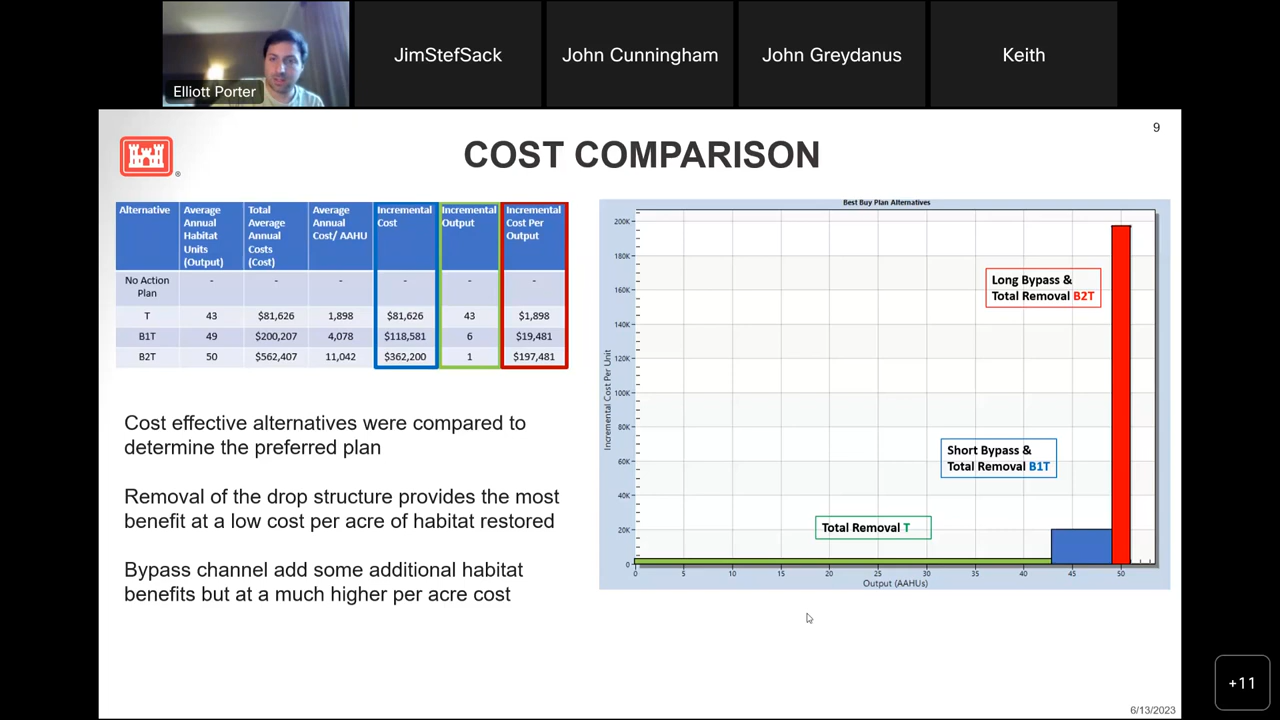 Elliott Porter
JimStefSack
John Cunningham
John Greydanus
Keith
9
COST COMPARISON
Alternative
Average Annual Habitat Units (Output)
Total Average Annual Costs (Cost)
Average Annual Cost/ AAHU
Incremental Cost
Incremental Output
Incremental Cost Per Output
No Action Plan - - - - - -
T 43 $81,626 1,898 $81,626 43 $1,898
B1T 49 $200,207 4,078 $118,581 6 $19,481
B2T 50 $562,407 11,042 $362,200 1 $197,481
Cost effective alternatives were compared to
determine the preferred plan
Removal of the drop structure provides the most
benefit at a low cost per acre of habitat restored
Bypass channel add some additional habitat
benefits but at a much higher per acre cost
Best Buy Plan Alternatives
Incremental Cost Per Unit
200K
180K
160K
140K
120K
100K
80K
60K
40K
20K
0
Long Bypass &
Total Removal B2T
Short Bypass &
Total Removal B1T
Total Removal T
0 5 10 15 20 25 30 35 40 45 50
Output (AAHUs)
+11
6/13/2023